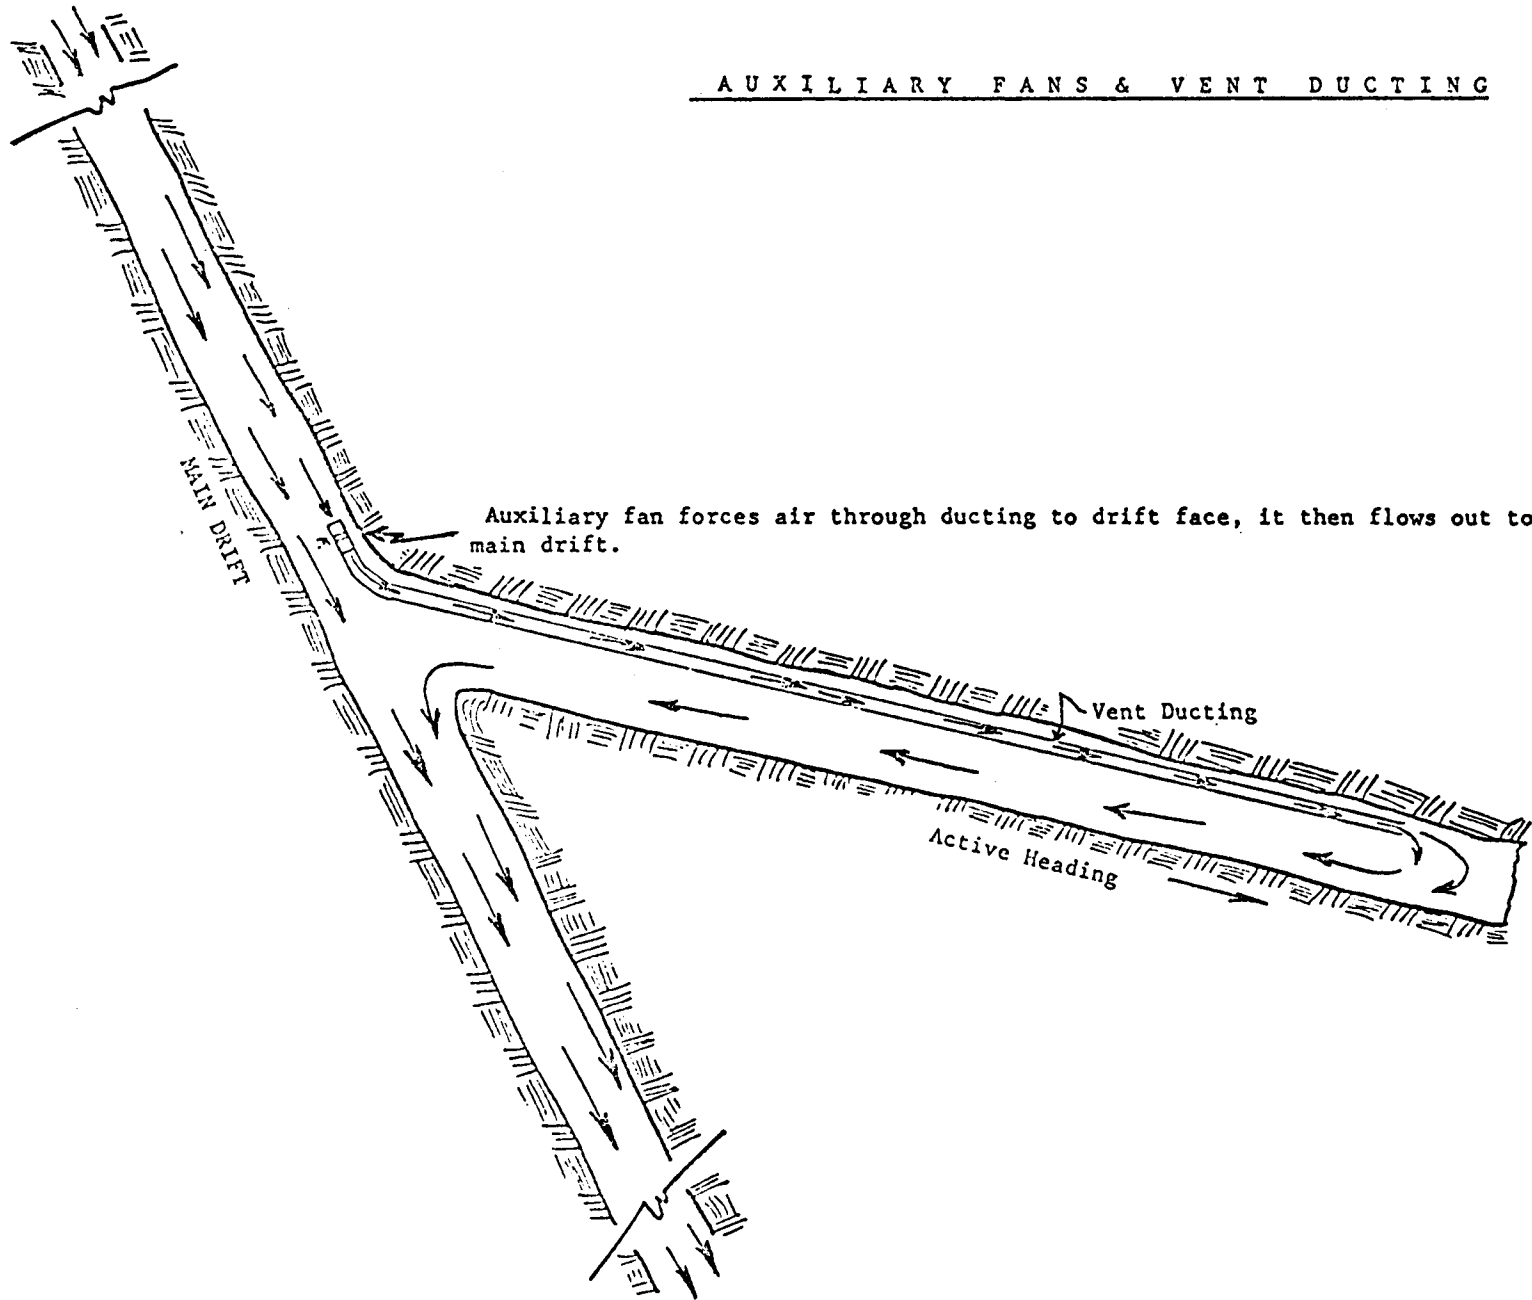 AUXILIARY FANS & VENT DUCTING
MAIN DRIFT
Auxiliary fan forces air through ducting to drift face, it then flows out to
main drift.
Vent Ducting
Active Heading